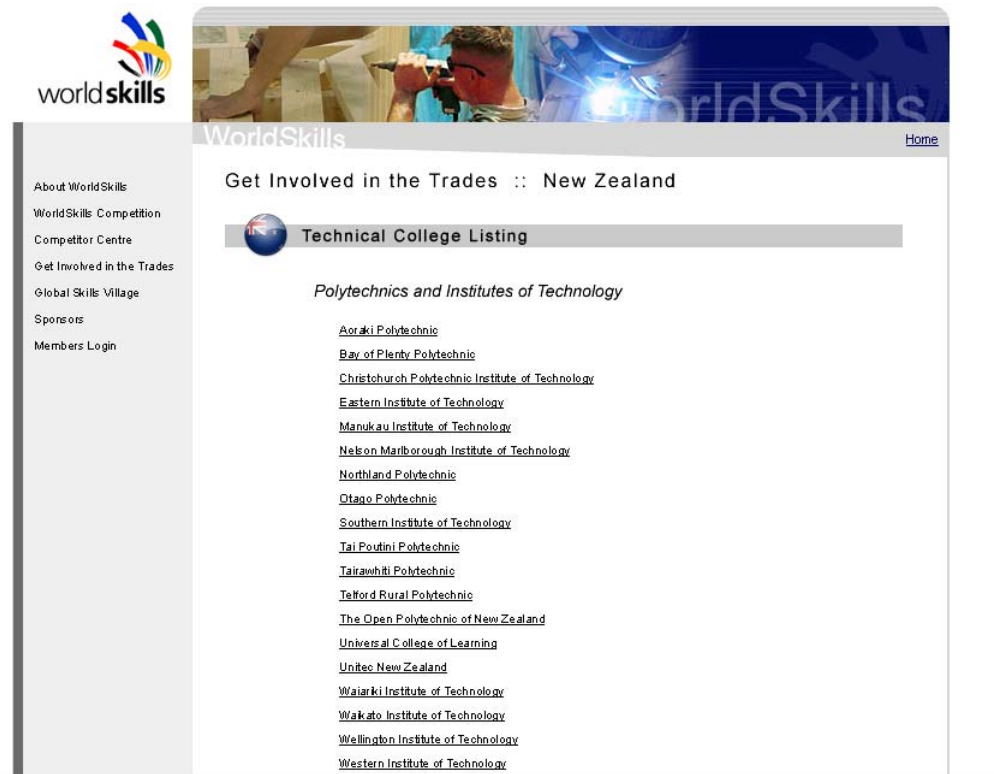 worldskills
WorldSkills
WorldSkills
Home
About WorldSkills
WorldSkills Competition
Competitor Centre
Get Involved in the Trades
Global Skills Village
Sponsors
Members Login
Get Involved in the Trades :: New Zealand
Technical College Listing
Polytechnics and Institutes of Technology
Aoraki Polytechnic
Bay of Plenty Polytechnic
Christchurch Polytechnic Institute of Technology
Eastern Institute of Technology
Manukau Institute of Technology
Nelson Marlborough Institute of Technology
Northland Polytechnic
Otago Polytechnic
Southern Institute of Technology
Tai Poutini Polytechnic
Tairawhiti Polytechnic
Telford Rural Polytechnic
The Open Polytechnic of New Zealand
Universal College of Learning
Unitec New Zealand
Waiariki Institute of Technology
Waikato Institute of Technology
Wellington Institute of Technology
Western Institute of Technology